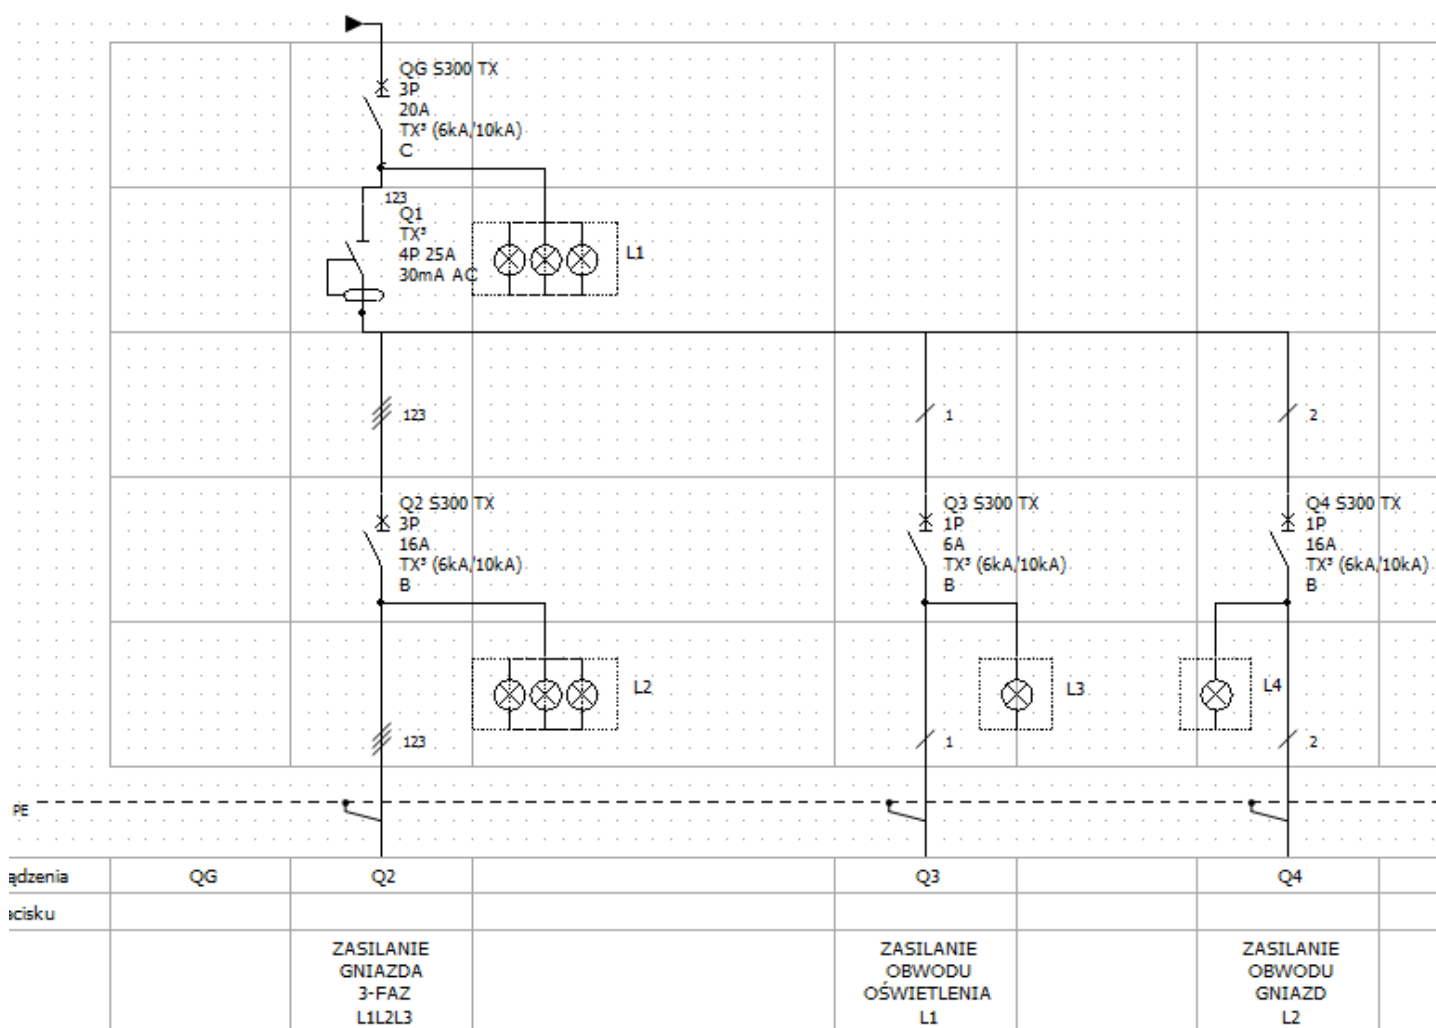 QG S300 TX
3P
20A
TX³ (6kA/10kA)
C
123
Q1
TX³
4P 25A
30mA AC
L1
123
1
2
Q2 S300 TX
3P
16A
TX³ (6kA/10kA)
B
Q3 S300 TX
1P
6A
TX³ (6kA/10kA)
B
Q4 S300 TX
1P
16A
TX³ (6kA/10kA)
B
L2
L3
L4
123
1
2
PE
ądzenia QG Q2 Q3 Q4
acisku
ZASILANIE
GNIAZDA
3-FAZ
L1L2L3
ZASILANIE
OBWODU
OŚWIETLENIA
L1
ZASILANIE
OBWODU
GNIAZD
L2